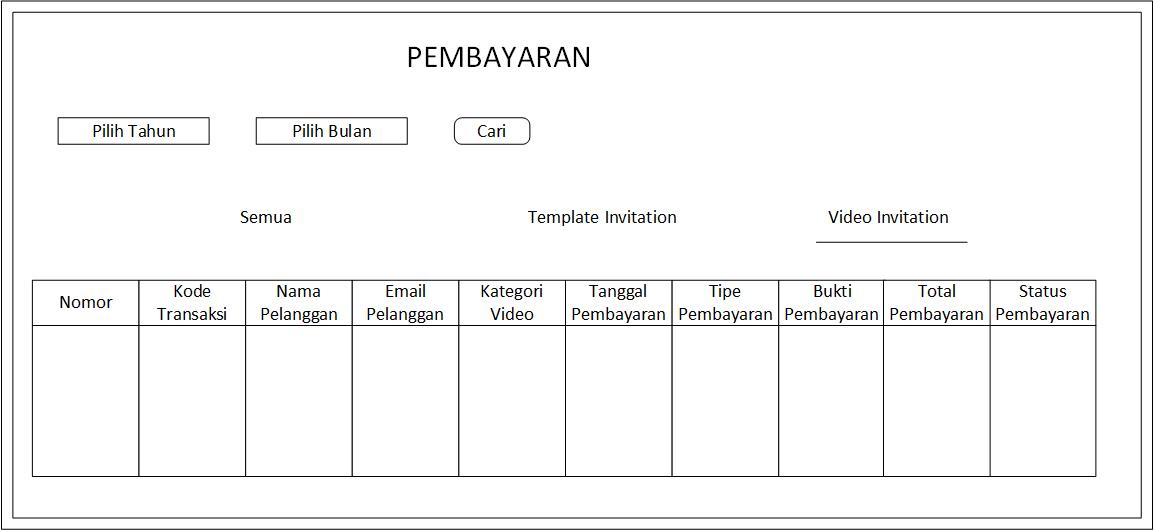 PEMBAYARAN
Pilih Tahun
Pilih Bulan
Cari
Semua
Template Invitation
Video Invitation
Nomor
Kode
Transaksi
Nama
Pelanggan
Email
Pelanggan
Kategori
Video
Tanggal
Pembayaran
Tipe
Pembayaran
Bukti
Pembayaran
Total
Pembayaran
Status
Pembayaran